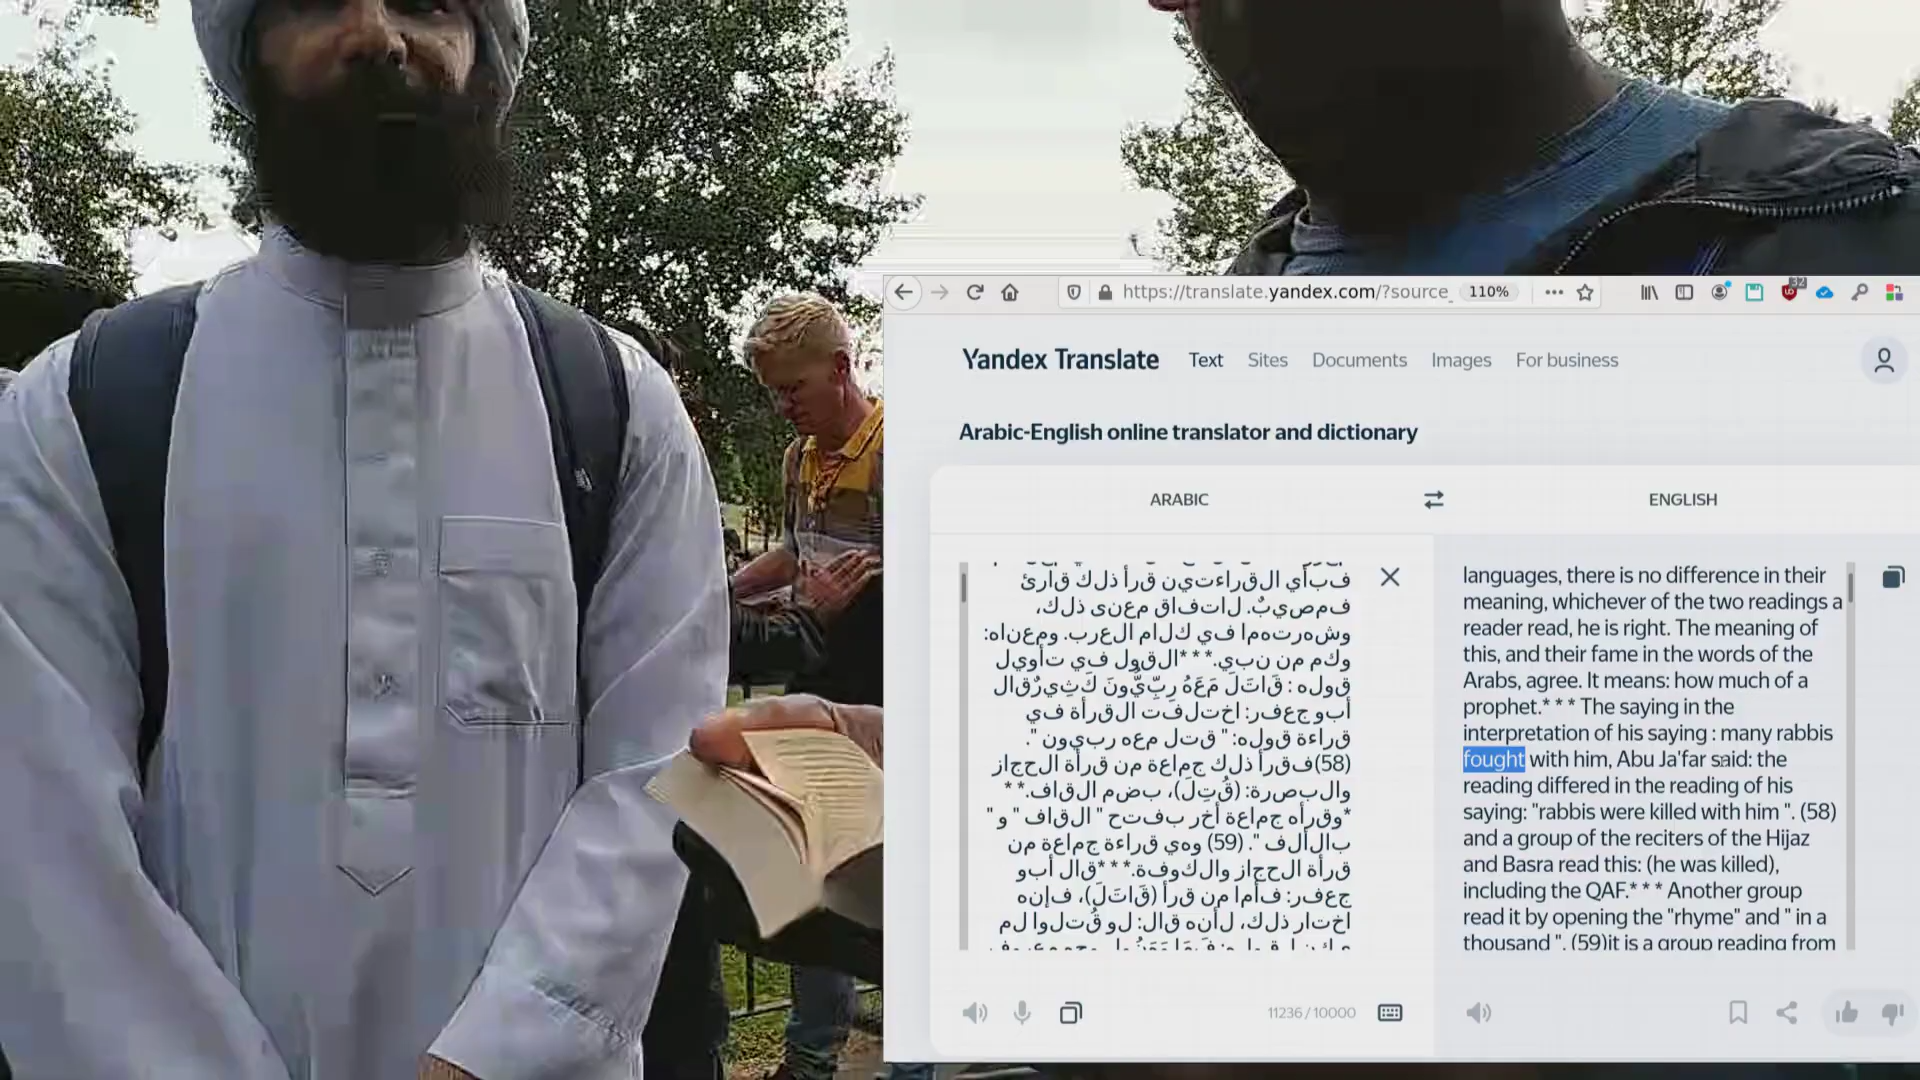 https://translate.yandex.com/?source_
110%
32
Yandex Translate
Text
Sites
Documents
Images
For business
Arabic-English online translator and dictionary
ARABIC
ENGLISH
فبأي القراءتين قرأ ذلك قارئ
فمصيبٌ. لاتفاق معنى ذلك،
وشهرتهما في كلام العرب. ومعناه:
وكم من نبي.***القول في تأويل
قوله : قَاتَلَ مَعَهُ رِبِّيُّونَ كَثِيرٌقال
أبو جعفر: اختلفت القرأة في
قراءة قوله:" قتل معه ربيون ".
(58)فقرأ ذلك جماعة من قرأة الحجاز
والبصرة: (قُتِلَ)، بضم القاف.**
*وقرأه جماعة أخر بفتح " القاف " و "
بالألف ". (59) وهي قراءة جماعة من
قرأة الحجاز والكوفة.***قال أبو
جعفر: فأما من قرأ (قَاتَلَ)، فإنه
اختار ذلك، لأنه قال: لو قُتلوا لم
languages, there is no difference in their
meaning, whichever of the two readings a
reader read, he is right. The meaning of
this, and their fame in the words of the
Arabs, agree. It means: how much of a
prophet.* * * The saying in the
interpretation of his saying : many rabbis
fought with him, Abu Ja'far said: the
reading differed in the reading of his
saying: "rabbis were killed with him ". (58)
and a group of the reciters of the Hijaz
and Basra read this: (he was killed),
including the QAF.* * * Another group
read it by opening the "rhyme" and " in a
thousand ". (59)it is a group reading from
11236 / 10000